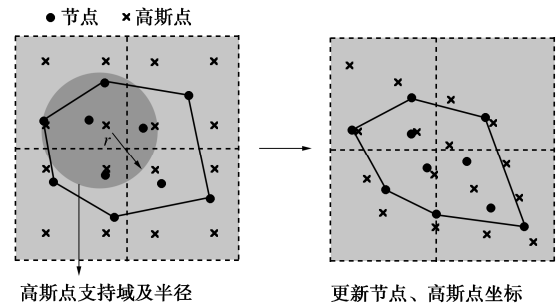 ● 节点 × 高斯点
r
高斯点支持域及半径
更新节点、高斯点坐标